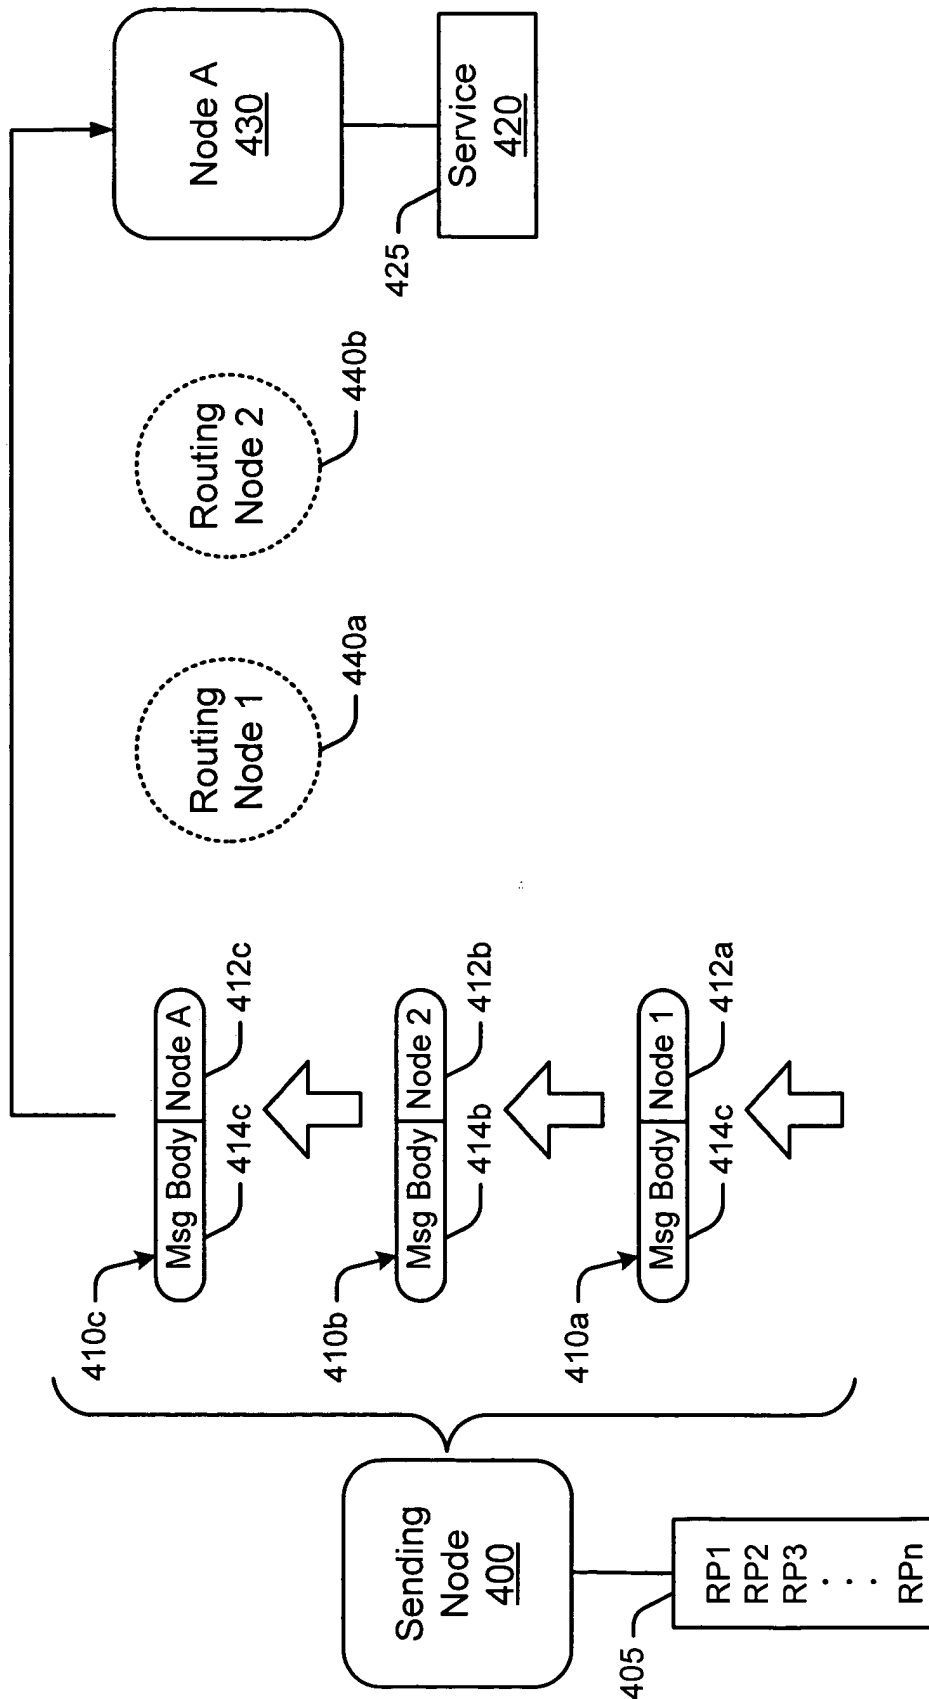 Sending
Node
400
405
RP1
RP2
RP3
. . .
RPn
410c
Msg Body
Node A
414c
412c
410b
Msg Body
Node 2
414b
412b
410a
Msg Body
Node 1
414c
412a
Routing
Node 1
440a
Routing
Node 2
440b
Node A
430
425
Service
420